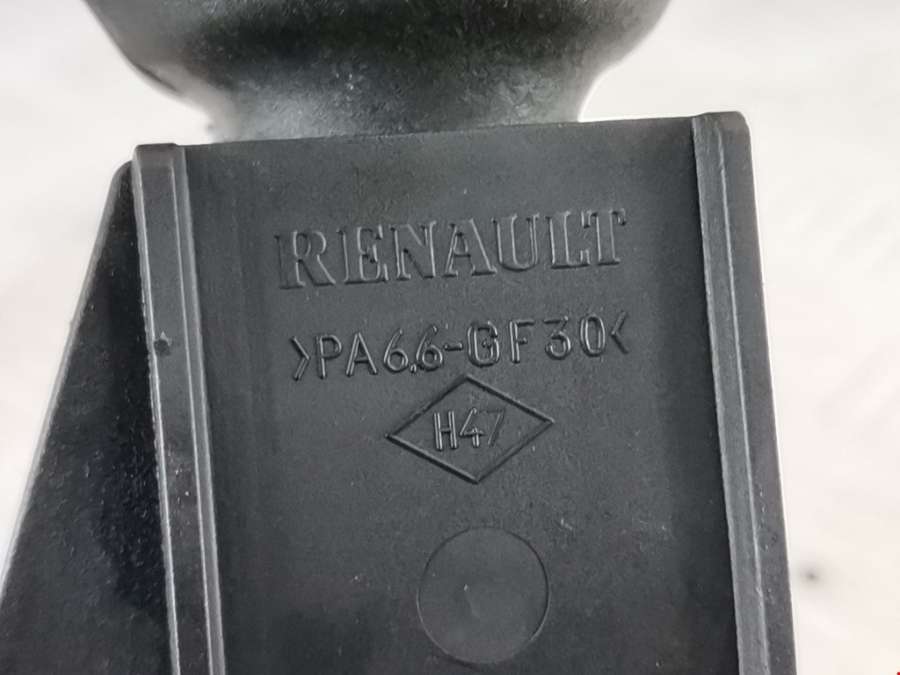 RENAULT
>PA6,6-GF30<
H47